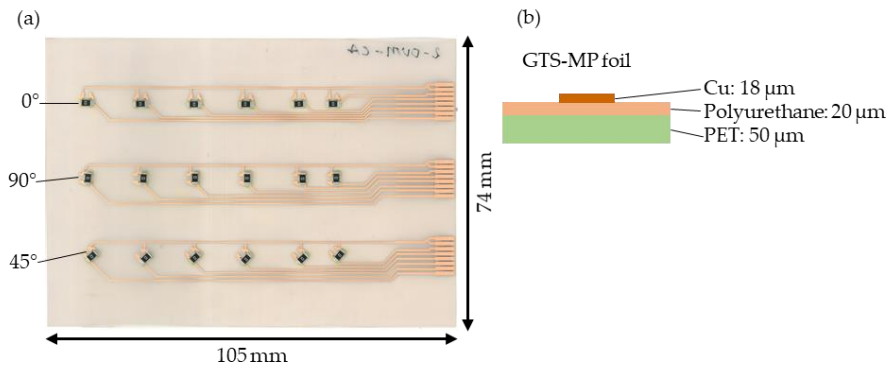 (a)
0°
90°
45°
74 mm
105 mm
(b)
GTS-MP foil
Cu: 18 µm
Polyurethane: 20 µm
PET: 50 µm